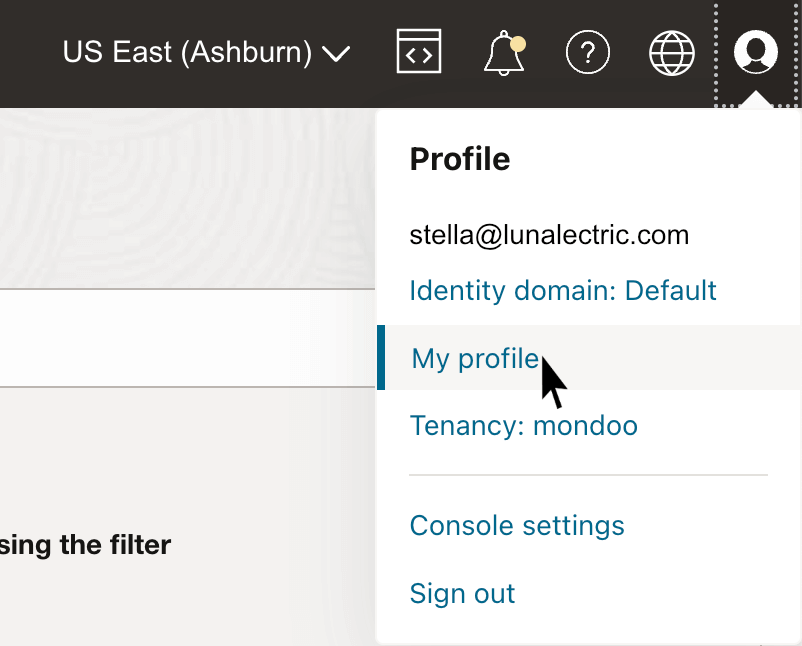 US East (Ashburn)
Profile
stella@lunalectric.com
Identity domain: Default
My profile
Tenancy: mondoo
sing the filter
Console settings
Sign out